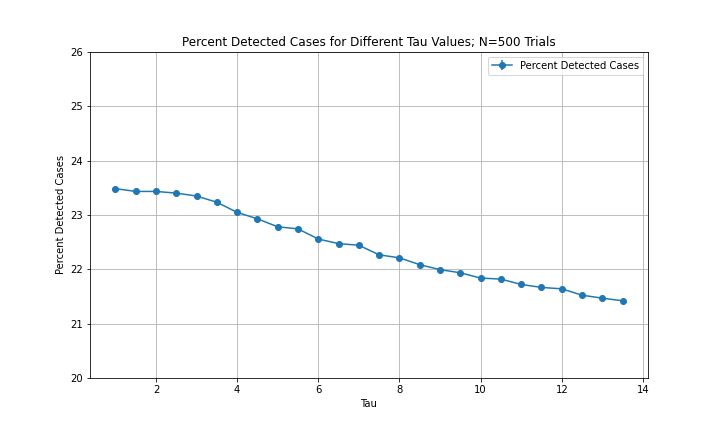 Percent Detected Cases for Different Tau Values; N=500 Trials
26
Percent Detected Cases
25
24
23
22
21
20
Percent Detected Cases
2 4 6 8 10 12 14
Tau